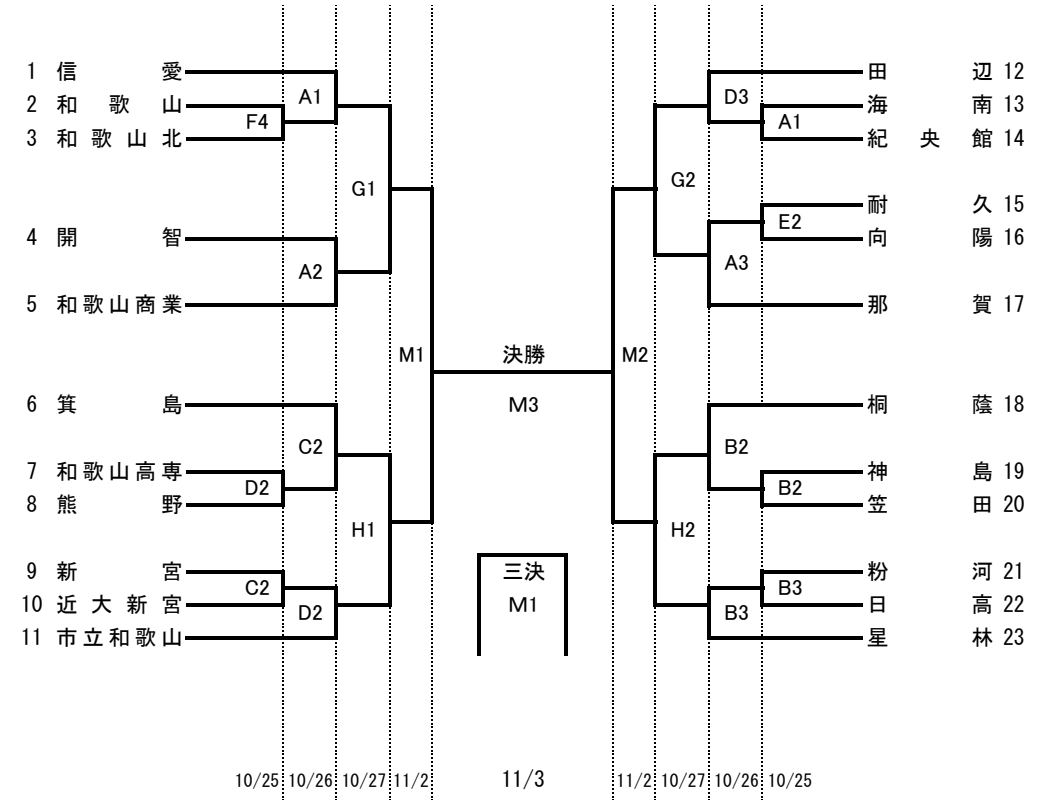 1 信愛 田辺 12
A1 D3
2 和歌山 海南 13
F4 A1
3 和歌山北 紀央館 14
G1 G2
耐久 15
E2
4 開智 向陽 16
A2 A3
5 和歌山商業 那賀 17
M1 決勝 M2
6 箕島 M3 桐蔭 18
C2 B2
7 和歌山高専 神島 19
D2 B2
8 熊野 笠田 20
H1 H2
9 新宮 三決 粉河 21
C2 B3
10 近大新宮 M1 日高 22
D2 B3
11 市立和歌山 星林 23
10/25 10/26 10/27 11/2 11/3 11/2 10/27 10/26 10/25